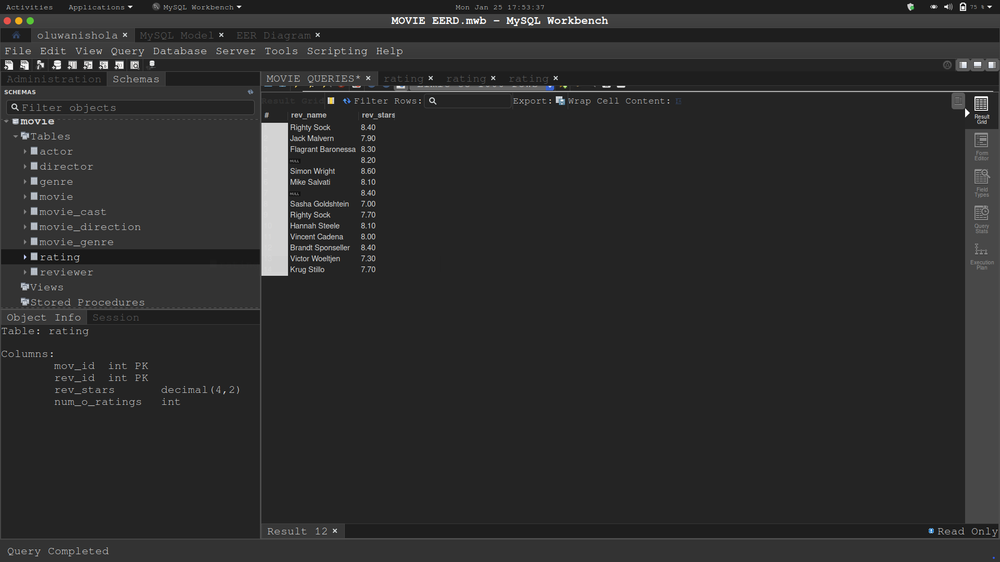 Activities Applications MySQL Workbench Mon Jan 25 17:53:37 75 %
MOVIE EERD.mwb - MySQL Workbench
oluwanishola MySQL Model EER Diagram
File Edit View Query Database Server Tools Scripting Help
Administration Schemas
MOVIE QUERIES* rating rating rating
SCHEMAS
Result Grid Filter Rows: Export: Wrap Cell Content:
Filter objects
movie
Tables
actor
director
genre
movie
movie_cast
movie_direction
movie_genre
rating
reviewer
Views
Stored Procedures
Object Info Session
Table: rating
Columns:
mov_id int PK
rev_id int PK
rev_stars decimal(4,2)
num_o_ratings int
# rev_name rev_stars
1 Righty Sock 8.40
2 Jack Malvern 7.90
3 Flagrant Baronessa 8.30
4 NULL 8.20
5 Simon Wright 8.60
6 Mike Salvati 8.10
7 NULL 8.40
8 Sasha Goldshtein 7.00
9 Righty Sock 7.70
10 Hannah Steele 8.10
11 Vincent Cadena 8.00
12 Brandt Sponseller 8.40
13 Victor Woeltjen 7.30
14 Krug Stillo 7.70
Result Grid
Form Editor
Field Types
Query Stats
Execution Plan
Result 12
Read Only
Query Completed